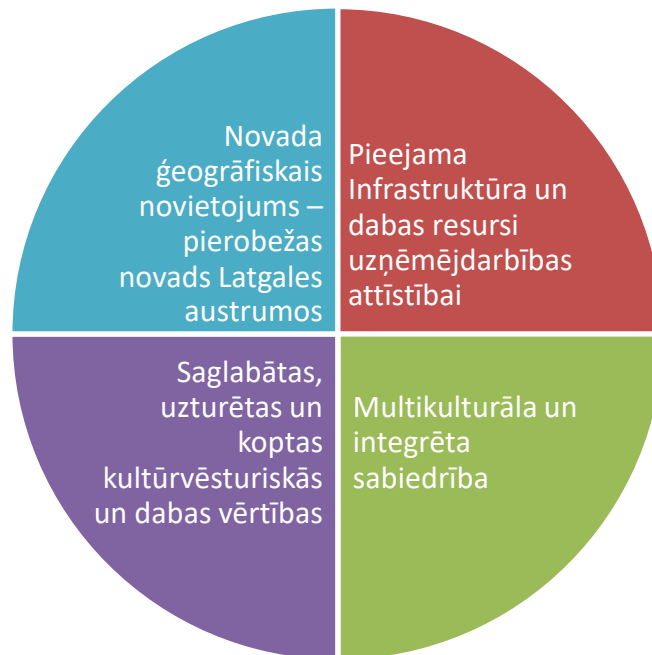 Novada
ģeogrāfiskais
novietojums –
pierobežas
novads Latgales
austrumos
Pieejama
Infrastruktūra un
dabas resursi
uzņēmējdarbības
attīstībai
Saglabātas,
uzturētas un
koptas
kultūrvēsturiskās
un dabas vērtības
Multikulturāla un
integrēta
sabiedrība